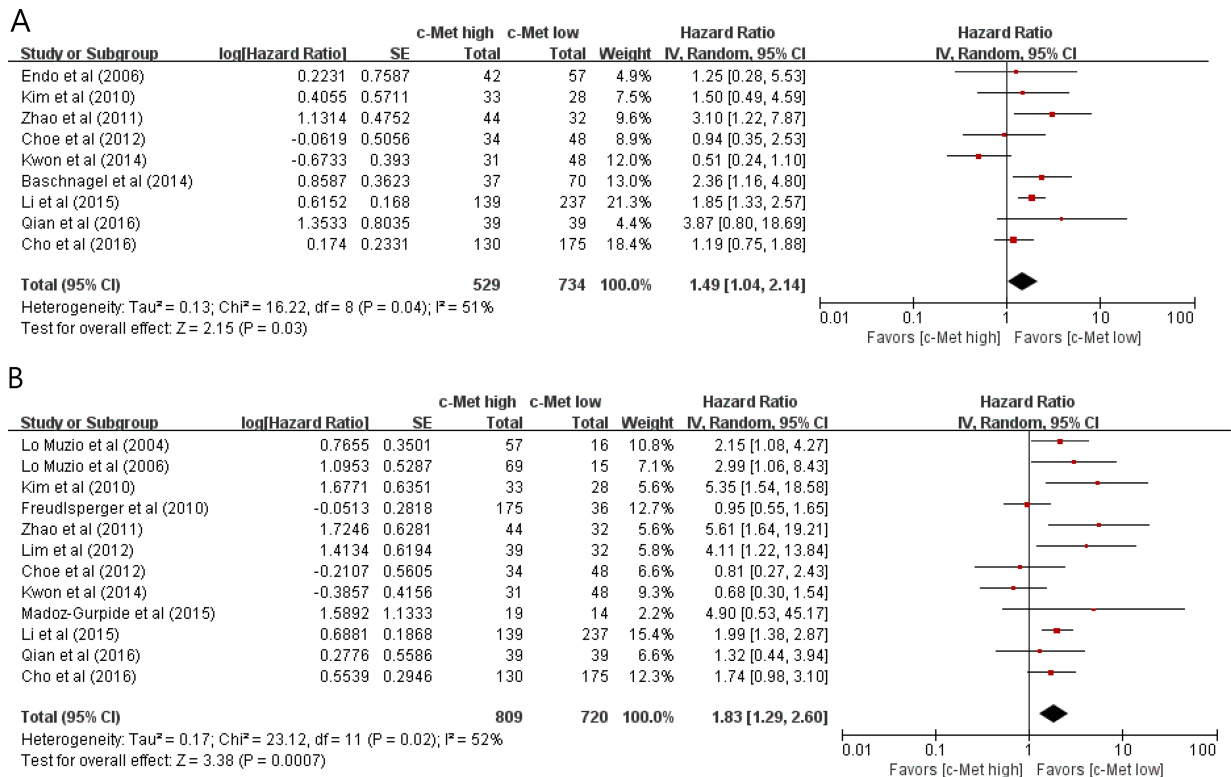 A
c-Met high c-Met low Hazard Ratio Hazard Ratio
Study or Subgroup log[Hazard Ratio] SE Total Total Weight IV, Random, 95% CI IV, Random, 95% CI
Endo et al (2006) 0.2231 0.7587 42 57 4.9% 1.25 [0.28, 5.53]
Kim et al (2010) 0.4055 0.5711 33 28 7.5% 1.50 [0.49, 4.59]
Zhao et al (2011) 1.1314 0.4752 44 32 9.6% 3.10 [1.22, 7.87]
Choe et al (2012) -0.0619 0.5056 34 48 8.9% 0.94 [0.35, 2.53]
Kwon et al (2014) -0.6733 0.393 31 48 12.0% 0.51 [0.24, 1.10]
Baschnagel et al (2014) 0.8587 0.3623 37 70 13.0% 2.36 [1.16, 4.80]
Li et al (2015) 0.6152 0.168 139 237 21.3% 1.85 [1.33, 2.57]
Qian et al (2016) 1.3533 0.8035 39 39 4.4% 3.87 [0.80, 18.69]
Cho et al (2016) 0.174 0.2331 130 175 18.4% 1.19 [0.75, 1.88]
Total (95% CI) 529 734 100.0% 1.49 [1.04, 2.14]
Heterogeneity: Tau² = 0.13; Chi² = 16.22, df = 8 (P = 0.04); I² = 51%
Test for overall effect: Z = 2.15 (P = 0.03)
0.01 0.1 1 10 100
Favors [c-Met high] Favors [c-Met low]
B
c-Met high c-Met low Hazard Ratio Hazard Ratio
Study or Subgroup log[Hazard Ratio] SE Total Total Weight IV, Random, 95% CI IV, Random, 95% CI
Lo Muzio et al (2004) 0.7655 0.3501 57 16 10.8% 2.15 [1.08, 4.27]
Lo Muzio et al (2006) 1.0953 0.5287 69 15 7.1% 2.99 [1.06, 8.43]
Kim et al (2010) 1.6771 0.6351 33 28 5.6% 5.35 [1.54, 18.58]
Freudlsperger et al (2010) -0.0513 0.2818 175 36 12.7% 0.95 [0.55, 1.65]
Zhao et al (2011) 1.7246 0.6281 44 32 5.6% 5.61 [1.64, 19.21]
Lim et al (2012) 1.4134 0.6194 39 32 5.8% 4.11 [1.22, 13.84]
Choe et al (2012) -0.2107 0.5605 34 48 6.6% 0.81 [0.27, 2.43]
Kwon et al (2014) -0.3857 0.4156 31 48 9.3% 0.68 [0.30, 1.54]
Madoz-Gurpide et al (2015) 1.5892 1.1333 19 14 2.2% 4.90 [0.53, 45.17]
Li et al (2015) 0.6881 0.1868 139 237 15.4% 1.99 [1.38, 2.87]
Qian et al (2016) 0.2776 0.5586 39 39 6.6% 1.32 [0.44, 3.94]
Cho et al (2016) 0.5539 0.2946 130 175 12.3% 1.74 [0.98, 3.10]
Total (95% CI) 809 720 100.0% 1.83 [1.29, 2.60]
Heterogeneity: Tau² = 0.17; Chi² = 23.12, df = 11 (P = 0.02); I² = 52%
Test for overall effect: Z = 3.38 (P = 0.0007)
0.01 0.1 1 10 100
Favors [c-Met high] Favors [c-Met low]